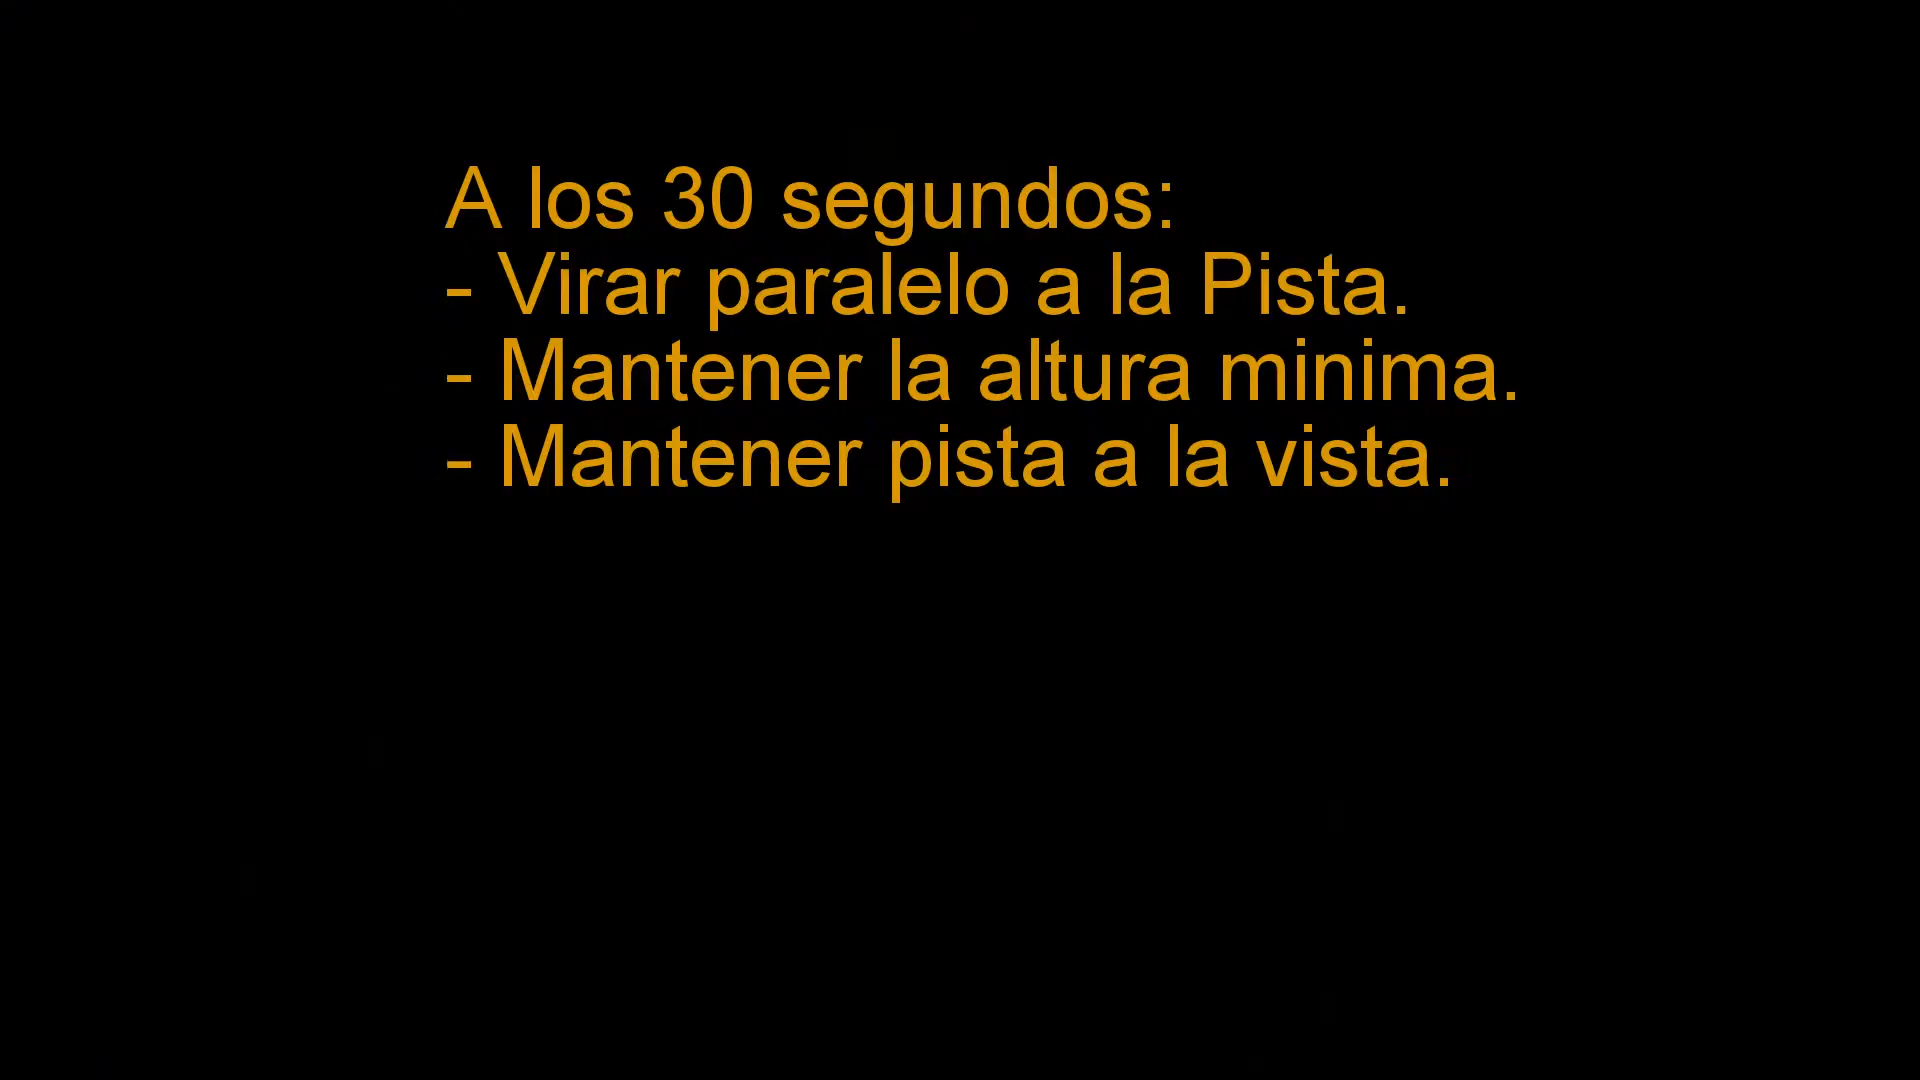 A los 30 segundos:
- Virar paralelo a la Pista.
- Mantener la altura minima.
- Mantener pista a la vista.